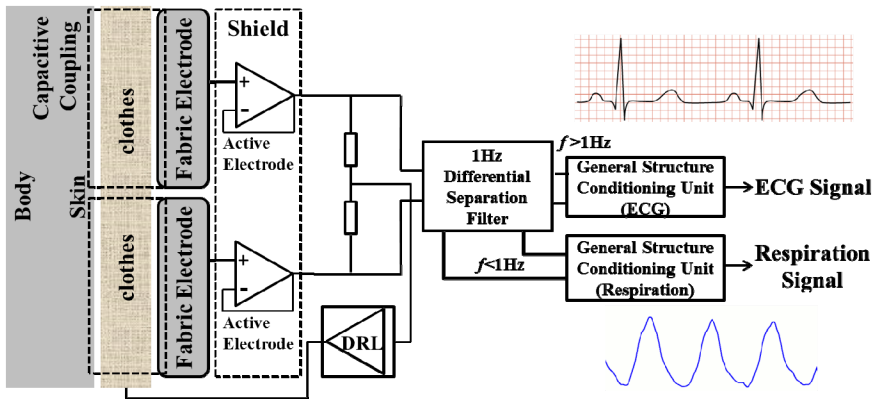 Body
Skin
Capacitive
Coupling
clothes
Fabric Electrode
Shield
+
-
Active
Electrode
clothes
Fabric Electrode
+
-
Active
Electrode
DRL
1Hz
Differential
Separation
Filter
f>1Hz
General Structure
Conditioning Unit
(ECG)
ECG Signal
f<1Hz
General Structure
Conditioning Unit
(Respiration)
Respiration
Signal